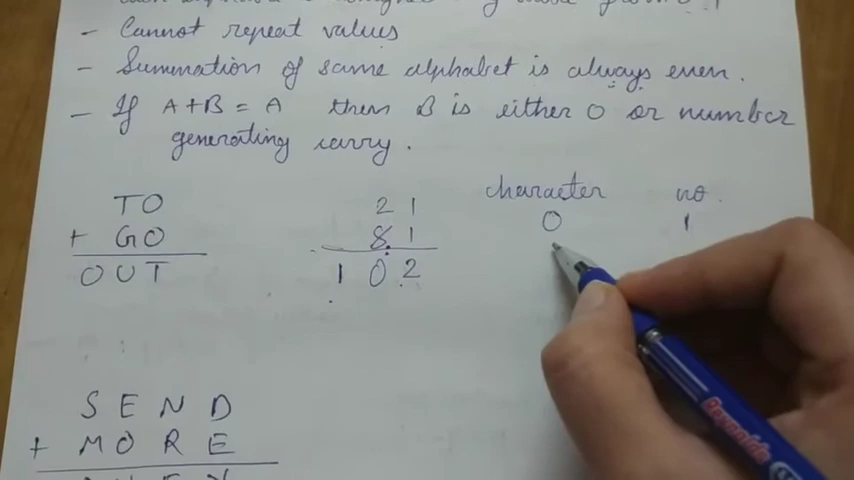 - Cannot repeat values
- Summation of same alphabet is always even.
- If A+B = A then B is either 0 or number
generating carry.
character no.
TO 21 O 1
+ GO 81
OUT 102
SEND
+ MORE
Reynolds